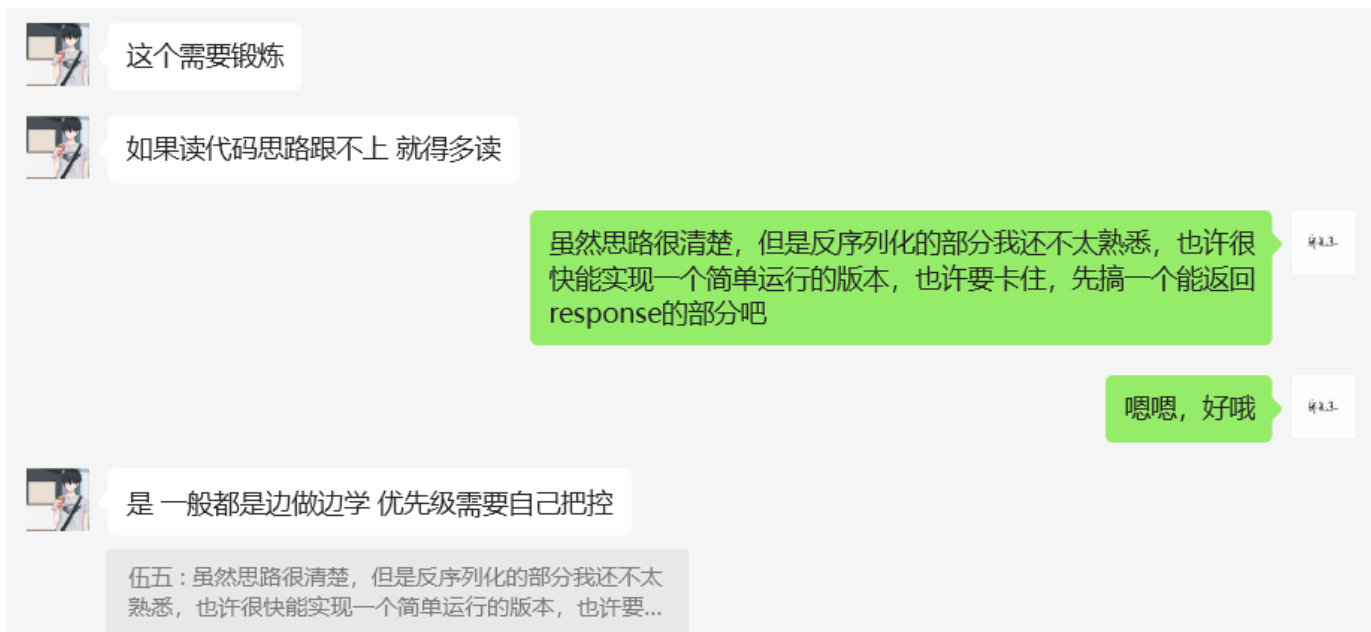 这个需要锻炼
如果读代码思路跟不上 就得多读
虽然思路很清楚，但是反序列化的部分我还不太熟悉，也许很
快能实现一个简单运行的版本，也许要卡住，先搞一个能返回
response的部分吧
嗯嗯，好哦
是 一般都是边做边学 优先级需要自己把控
伍五 : 虽然思路很清楚，但是反序列化的部分我还不太
熟悉，也许很快能实现一个简单运行的版本，也许要...